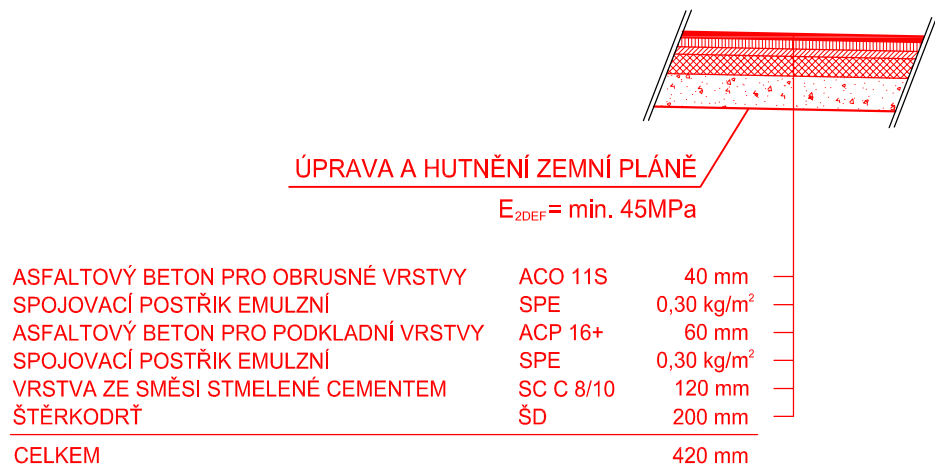 ÚPRAVA A HUTNĚNÍ ZEMNÍ PLÁNĚ
E2DEF= min. 45MPa
ASFALTOVÝ BETON PRO OBRUSNÉ VRSTVY ACO 11S 40 mm
SPOJOVACÍ POSTŘIK EMULZNÍ SPE 0,30 kg/m²
ASFALTOVÝ BETON PRO PODKLADNÍ VRSTVY ACP 16+ 60 mm
SPOJOVACÍ POSTŘIK EMULZNÍ SPE 0,30 kg/m²
VRSTVA ZE SMĚSI STMELENÉ CEMENTEM SC C 8/10 120 mm
ŠTĚRKODRŤ ŠD 200 mm
CELKEM 420 mm